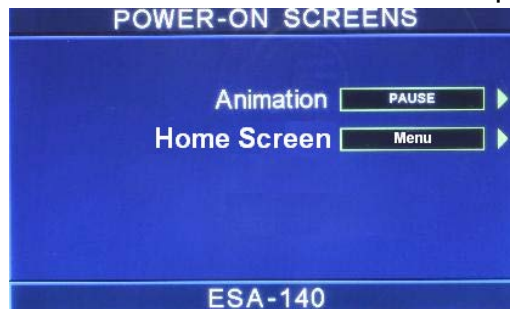 POWER-ON SCREENS
Animation PAUSE
Home Screen Menu
ESA-140